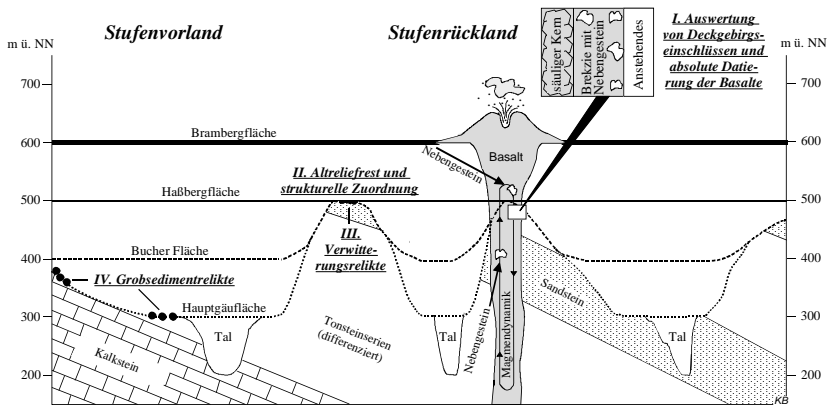 Stufenvorland
Stufenrückland
I. Auswertung
von Deckgebirgs-
einschlüssen und
absolute Datie-
rung der Basalte
säuliger Kern
Brekzie mit
Nebengestein
Anstehendes
m ü. NN
m ü. NN
700
700
Brambergfläche
600
600
Basalt
Nebengestein
II. Altreliefrest und
strukturelle Zuordnung
Haßbergfläche
500
500
III.
Verwitte-
rungsrelikte
Bucher Fläche
400
400
IV. Grobsedimentrelikte
Sandstein
Hauptgäufläche
300
300
Tal
Tonsteinserien
(differenziert)
Tal
Nebengestein
Magmendynamik
Tal
Kalkstein
200
200
KB